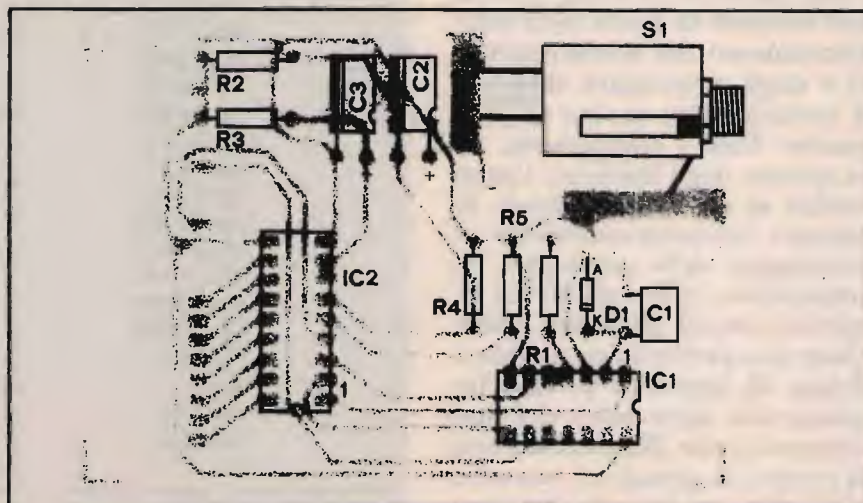 S1
R2
C3
C2
R3
+
+
R5
IC2
A
R4
K
D1
C1
R1
1
IC1
1